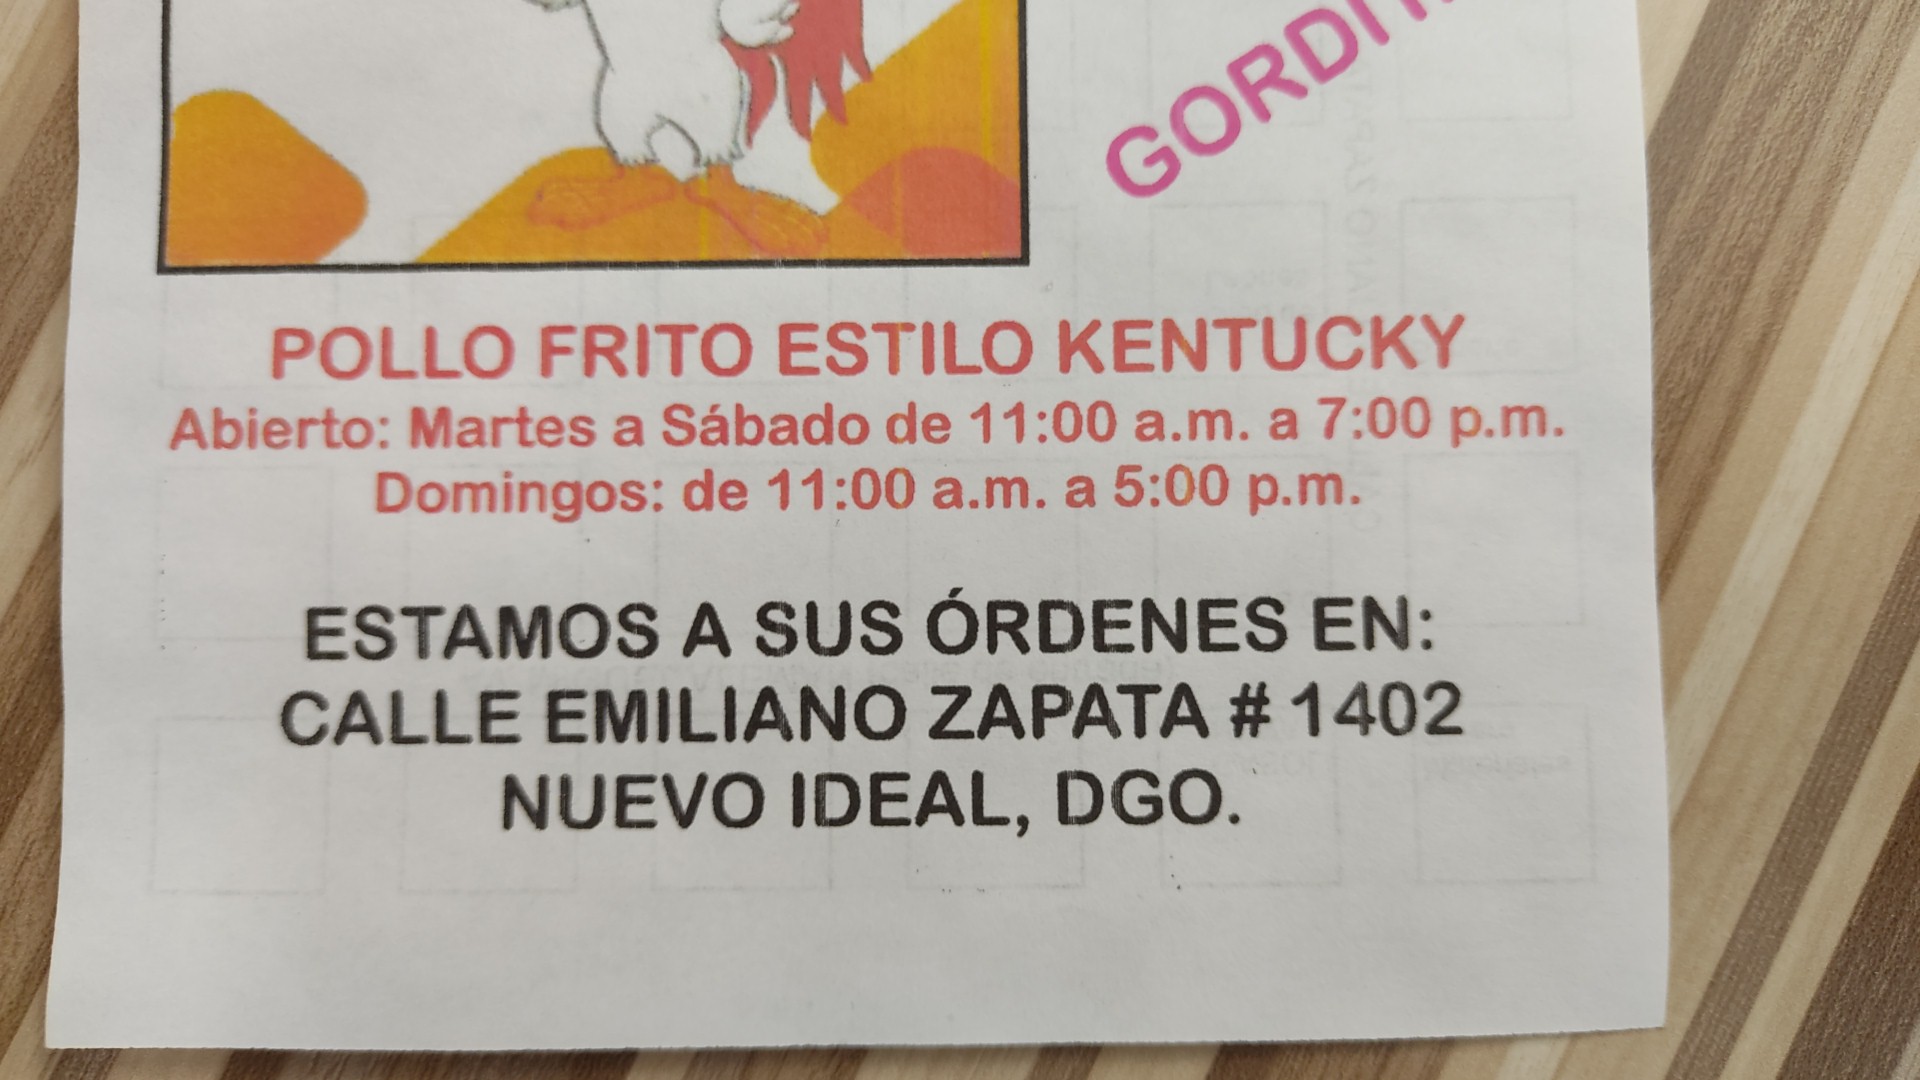 POLLO FRITO ESTILO KENTUCKY
Abierto: Martes a Sábado de 11:00 a.m. a 7:00 p.m.
Domingos: de 11:00 a.m. a 5:00 p.m.
ESTAMOS A SUS ÓRDENES EN:
CALLE EMILIANO ZAPATA # 1402
NUEVO IDEAL, DGO.